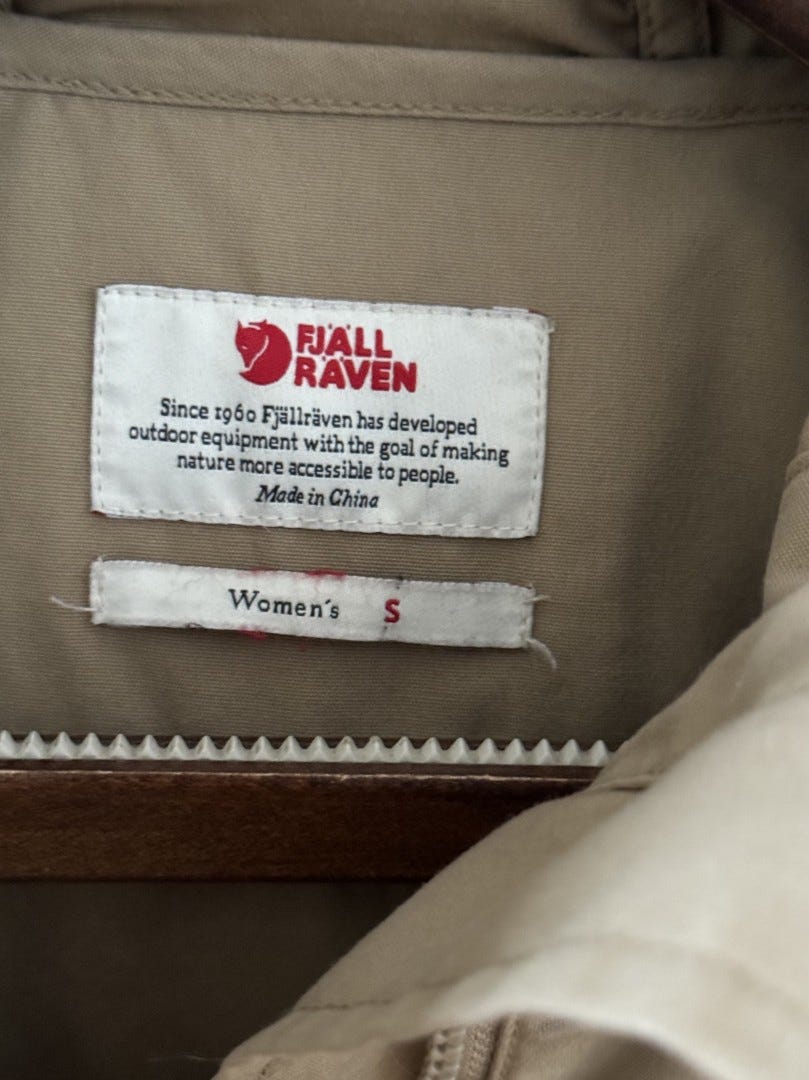 FJÄLL
RÄVEN
Since 1960 Fjällräven has developed
outdoor equipment with the goal of making
nature more accessible to people.
Made in China
Women´s S